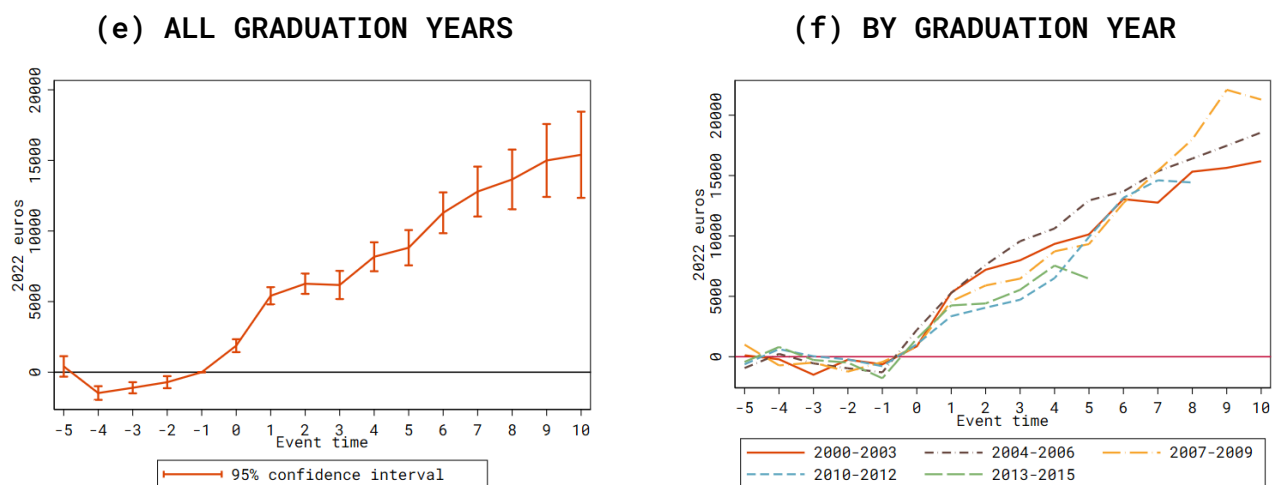 (e) ALL GRADUATION YEARS
2022 euros
20000
15000
10000
5000
0
-5 -4 -3 -2 -1 0 1 2 3 4 5 6 7 8 9 10
Event time
95% confidence interval
(f) BY GRADUATION YEAR
2022 euros
20000
15000
10000
5000
0
-5 -4 -3 -2 -1 0 1 2 3 4 5 6 7 8 9 10
Event time
2000-2003 2004-2006 2007-2009
2010-2012 2013-2015